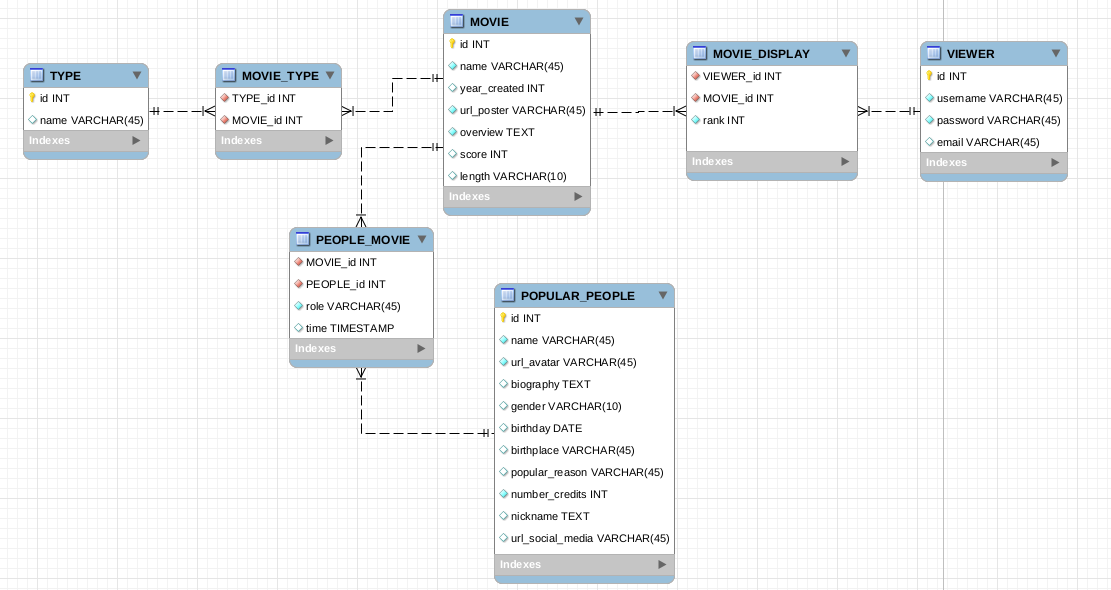 TYPE
id INT
name VARCHAR(45)
Indexes
MOVIE_TYPE
TYPE_id INT
MOVIE_id INT
Indexes
MOVIE
id INT
name VARCHAR(45)
year_created INT
url_poster VARCHAR(45)
overview TEXT
score INT
length VARCHAR(10)
Indexes
MOVIE_DISPLAY
VIEWER_id INT
MOVIE_id INT
rank INT
Indexes
VIEWER
id INT
username VARCHAR(45)
password VARCHAR(45)
email VARCHAR(45)
Indexes
PEOPLE_MOVIE
MOVIE_id INT
PEOPLE_id INT
role VARCHAR(45)
time TIMESTAMP
Indexes
POPULAR_PEOPLE
id INT
name VARCHAR(45)
url_avatar VARCHAR(45)
biography TEXT
gender VARCHAR(10)
birthday DATE
birthplace VARCHAR(45)
popular_reason VARCHAR(45)
number_credits INT
nickname TEXT
url_social_media VARCHAR(45)
Indexes